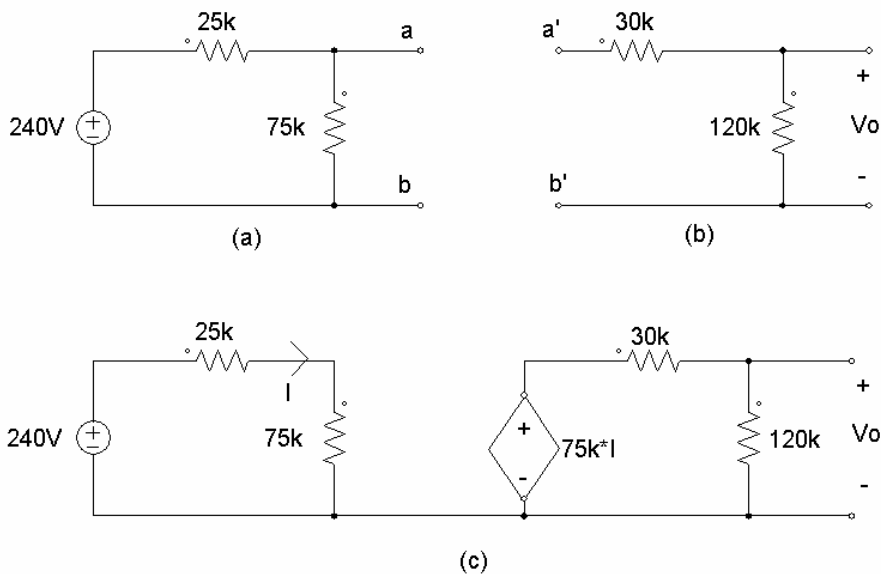 25k
a
a'
30k
240V
+
-
75k
120k
+
Vo
-
b
b'
(a)
(b)
25k
I
30k
240V
+
-
75k
+
-
75k*I
120k
+
Vo
-
(c)